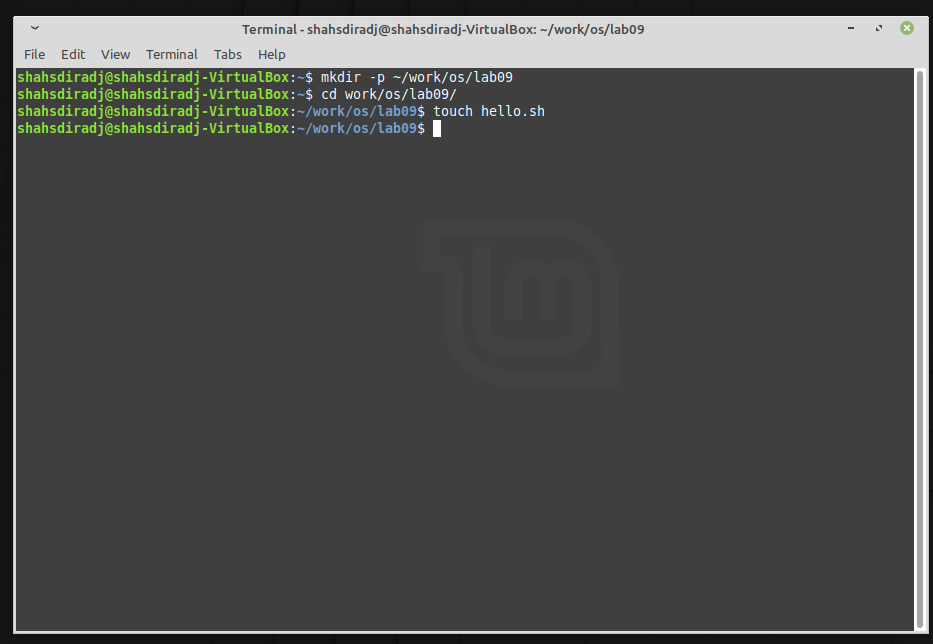 Terminal - shahsdiradj@shahsdiradj-VirtualBox: ~/work/os/lab09
File Edit View Terminal Tabs Help
shahsdiradj@shahsdiradj-VirtualBox:~$ mkdir -p ~/work/os/lab09
shahsdiradj@shahsdiradj-VirtualBox:~$ cd work/os/lab09/
shahsdiradj@shahsdiradj-VirtualBox:~/work/os/lab09$ touch hello.sh
shahsdiradj@shahsdiradj-VirtualBox:~/work/os/lab09$